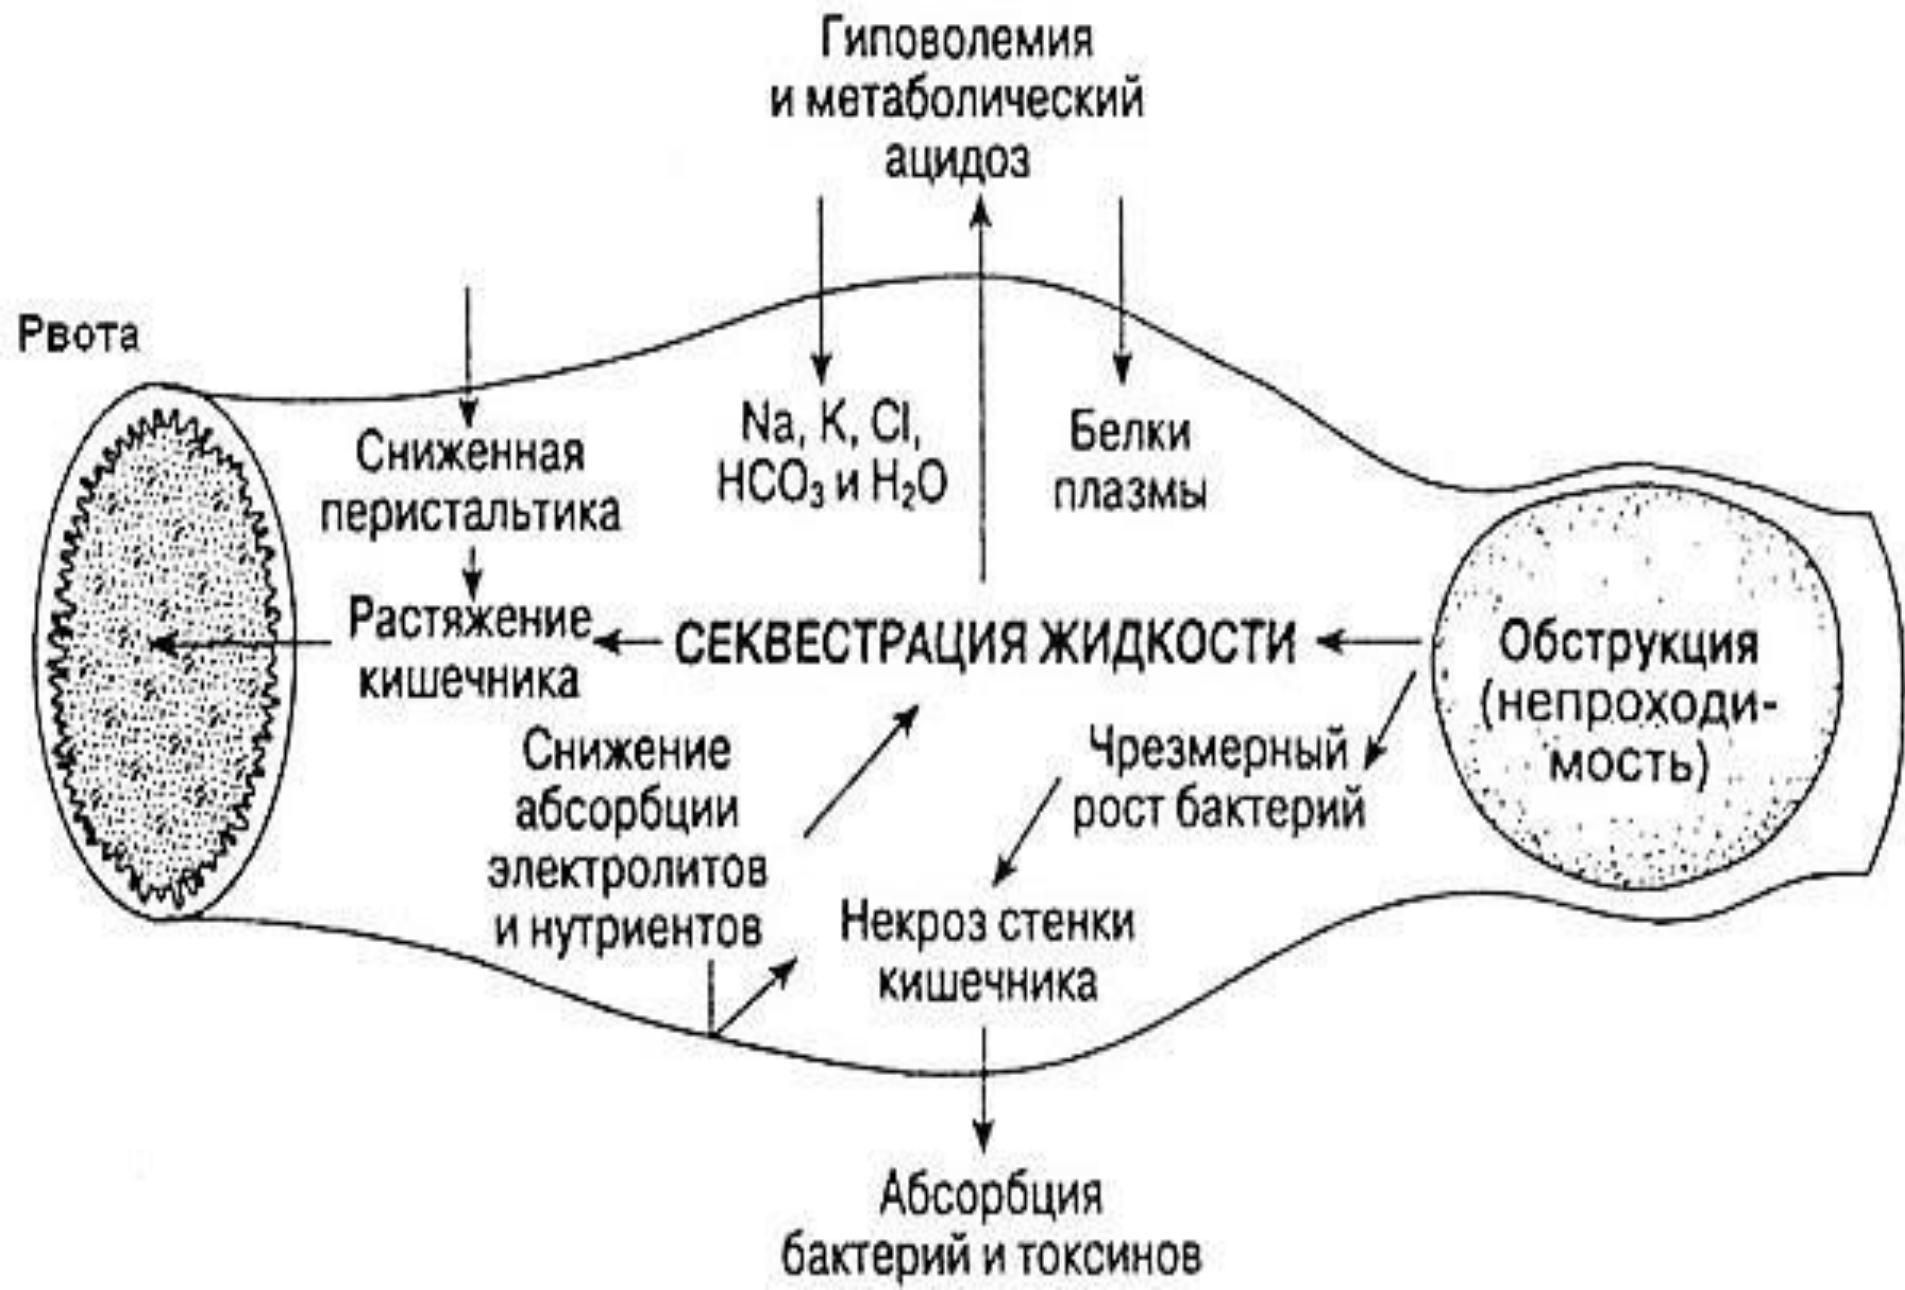 Гиповолемия
и метаболический
ацидоз
Рвота
Сниженная
перистальтика
Na, K, Cl,
HCO₃ и H₂O
Белки
плазмы
Растяжение
кишечника
СЕКВЕСТРАЦИЯ ЖИДКОСТИ
Обструкция
(непроходи-
мость)
Снижение
абсорбции
электролитов
и нутриентов
Чрезмерный
рост бактерий
Некроз стенки
кишечника
Абсорбция
бактерий и токсинов